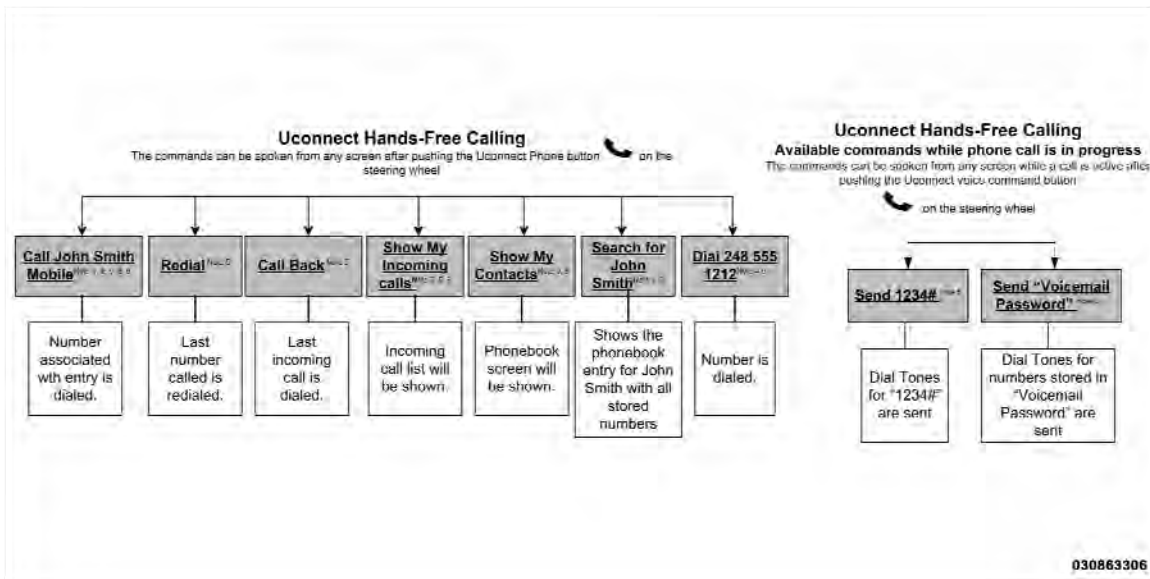 Uconnect Hands-Free Calling
The commands can be spoken from any screen after pushing the Uconnect Phone button on the
steering wheel
Call John Smith
Mobile
Redial
Call Back
Show My
Incoming
calls
Show My
Contacts
Search for
John
Smith
Dial 248 555
1212
Number
associated
wth entry is
dialed.
Last
number
called is
redialed.
Last
incoming
call is
dialed.
Incoming
call list will
be shown.
Phonebook
screen will
be shown.
Shows the
phonebook
entry for John
Smith with all
stored
numbers
Number is
dialed.
Uconnect Hands-Free Calling
Available commands while phone call is in progress
The commands can be spoken from any screen while a call is active after
pushing the Uconnect voice command button
on the steering wheel
Send 1234#
Send "Voicemail
Password"
Dial Tones
for "1234#"
are sent
Dial Tones for
numbers stored in
"Voicemail
Password" are
sent
030863306